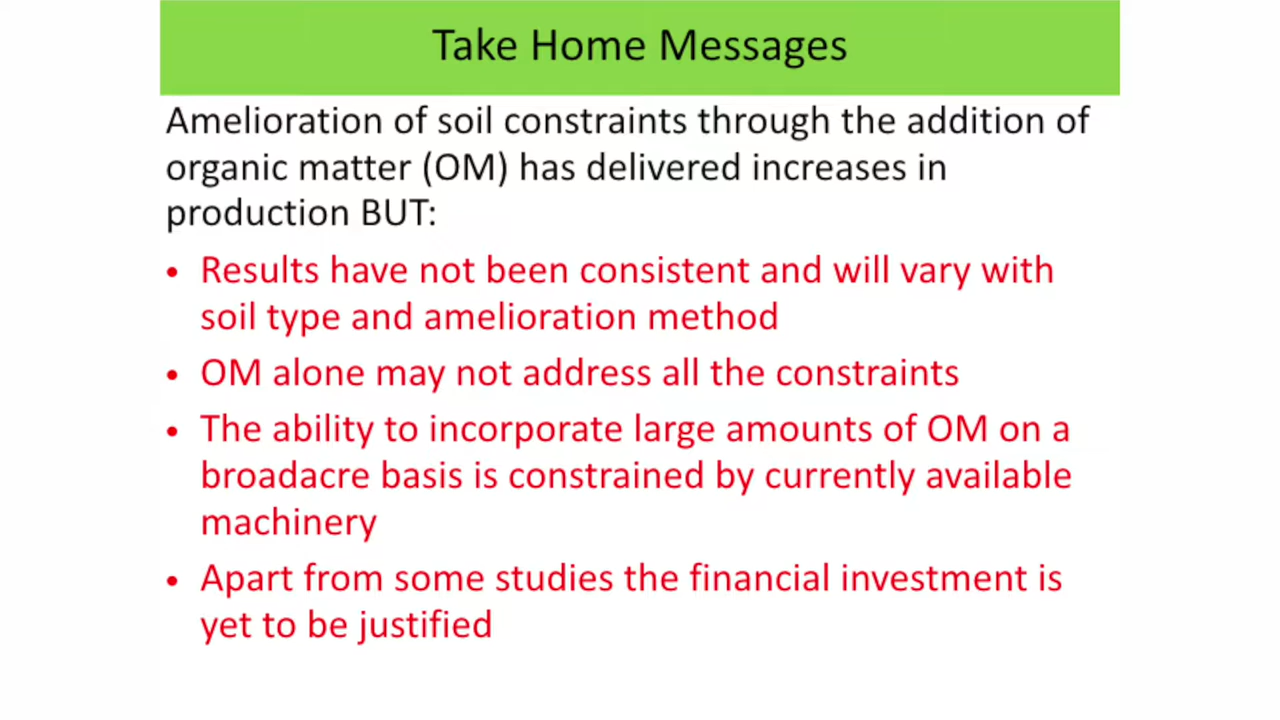 Take Home Messages
Amelioration of soil constraints through the addition of
organic matter (OM) has delivered increases in
production BUT:
• Results have not been consistent and will vary with
soil type and amelioration method
• OM alone may not address all the constraints
• The ability to incorporate large amounts of OM on a
broadacre basis is constrained by currently available
machinery
• Apart from some studies the financial investment is
yet to be justified